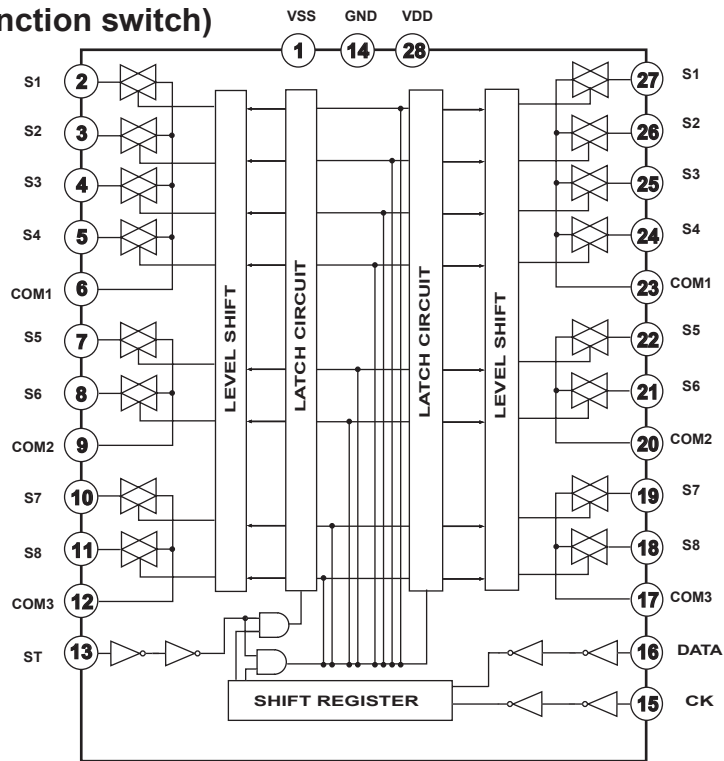 nction switch)
VSS GND VDD
1 14 28
S1 2 27 S1
S2 3 26 S2
S3 4 25 S3
S4 5 24 S4
COM1 6 23 COM1
S5 7 22 S5
S6 8 21 S6
COM2 9 20 COM2
S7 10 19 S7
S8 11 18 S8
COM3 12 17 COM3
LEVEL SHIFT
LATCH CIRCUIT
LATCH CIRCUIT
LEVEL SHIFT
ST 13 16 DATA
SHIFT REGISTER 15 CK